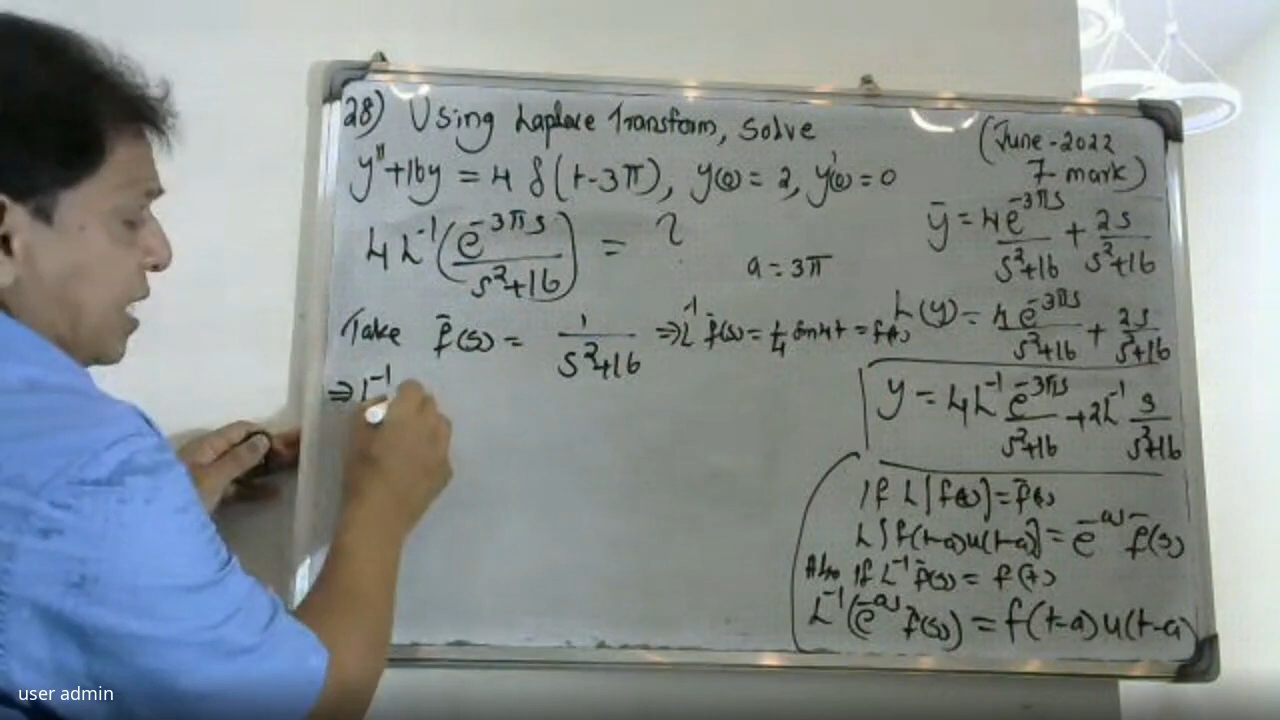 28) Using Laplace Transform, Solve
(June-2022
7 mark)
y''+16y = 4 δ(t-3π), y(0) = 2, y'(0) = 0
ȳ = 4e^{-3πs}/s²+16 + 2s/s²+16
4 L⁻¹(e^{-3πs}/s²+16) = ?
a = 3π
Take f̄(s) = 1/s²+16 ⇒ L⁻¹ f̄(s) = 1/4 sin4t = f(t)
L(y) = 4e^{-3πs}/s²+16 + 2s/s²+16
⇒ L⁻¹
y = 4L⁻¹ e^{-3πs}/s²+16 + 2L⁻¹ s/s²+16
If L[f(t)] = f̄(s)
L[f(t-a)u(t-a)] = e^{-as} f̄(s)
Also if L⁻¹ f̄(s) = f(t)
L⁻¹(e^{-as} f̄(s)) = f(t-a)u(t-a)
user admin